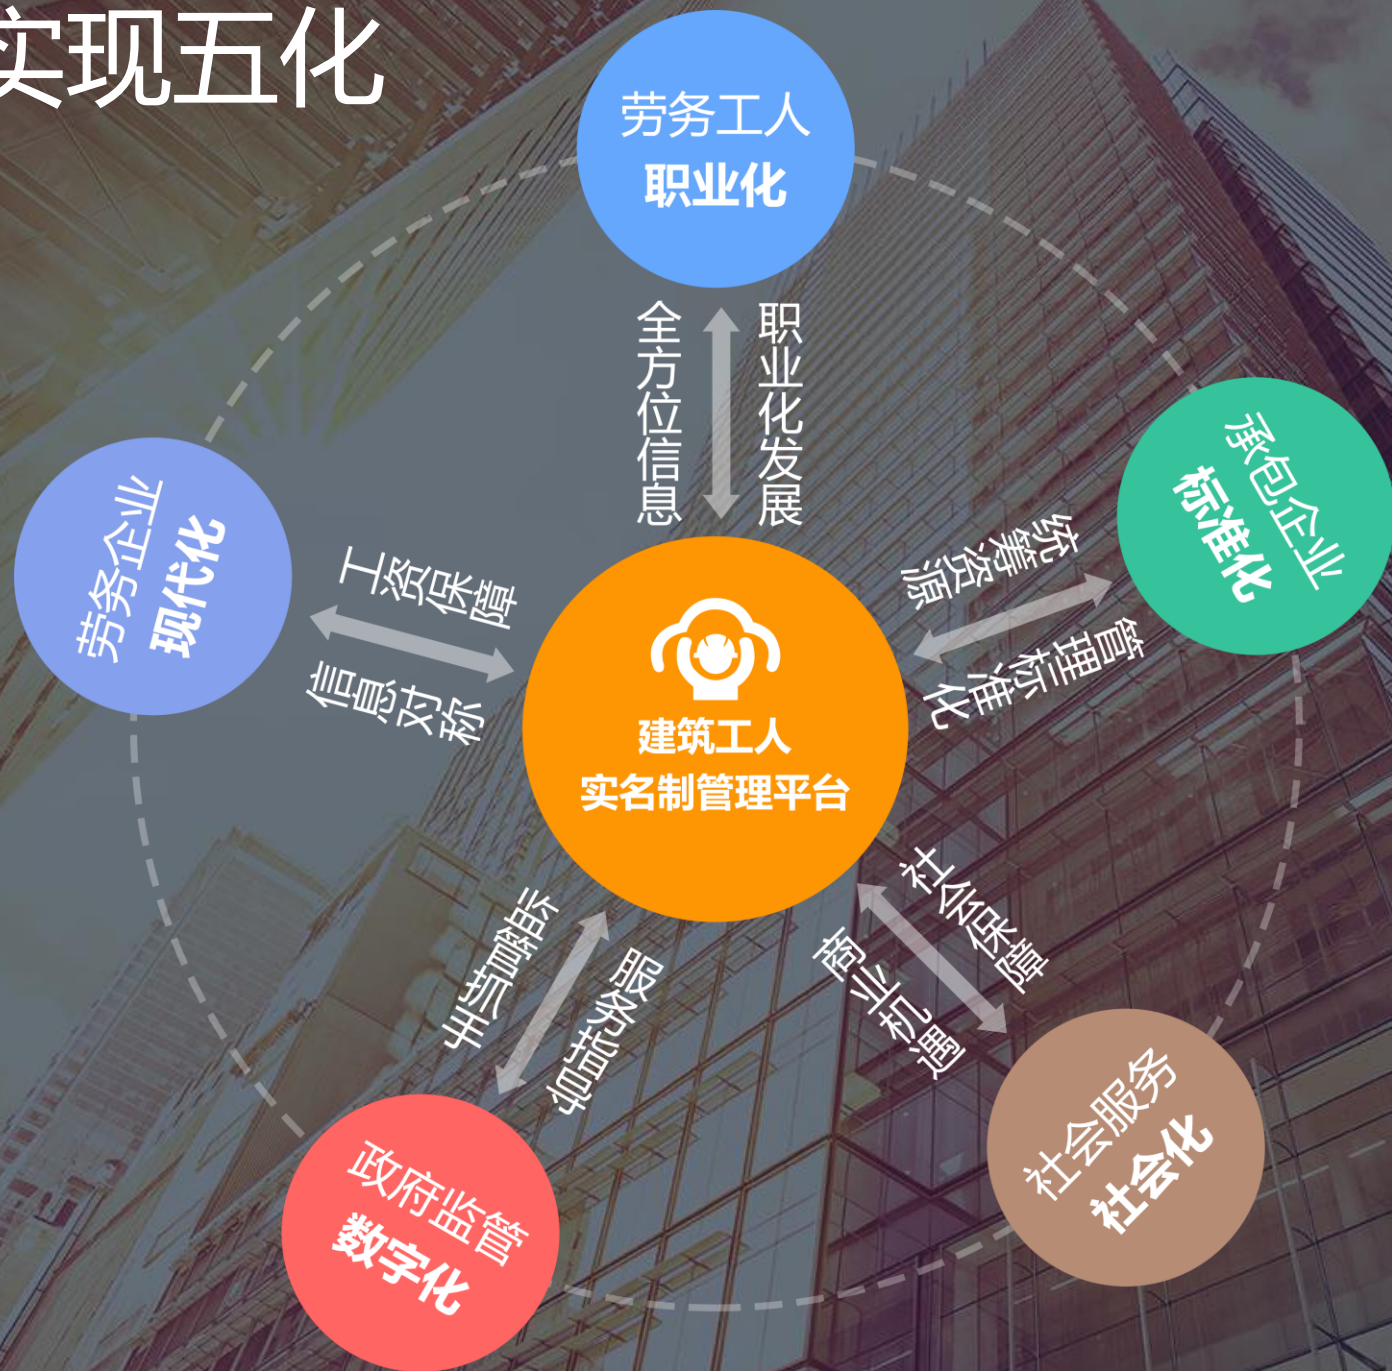 实现五化
劳务工人
职业化
全方位信息
职业化发展
承包企业
标准化
统筹资源
管理标准化
劳务企业
现代化
工资保障
信息对称
建筑工人
实名制管理平台
社会保障
商业机遇
社会服务
社会化
监管抓手
服务指导
政府监管
数字化